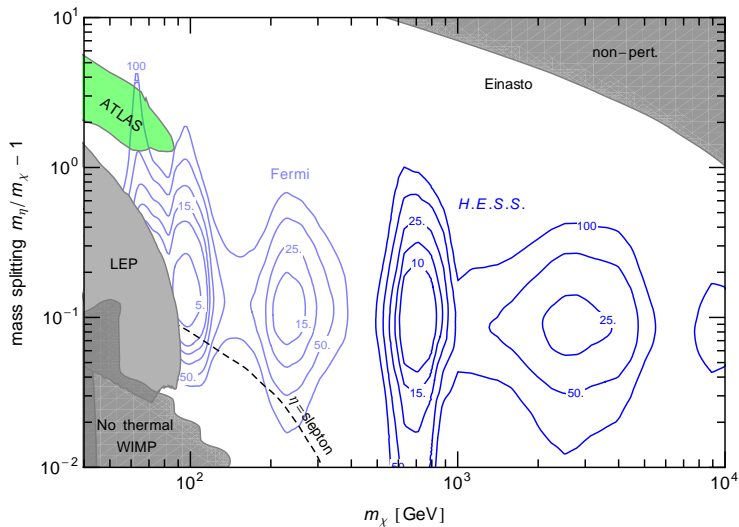 10^1
10^0
10^-1
10^-2
mass splitting m_η/m_χ − 1
100
non−pert.
Einasto
ATLAS
Fermi
H.E.S.S.
15.
25.
25.
100
LEP
10
5.
15.
25.
50.
50.
15.
50.
No thermal
WIMP
η=slepton
10^2
10^3
10^4
m_χ [GeV]